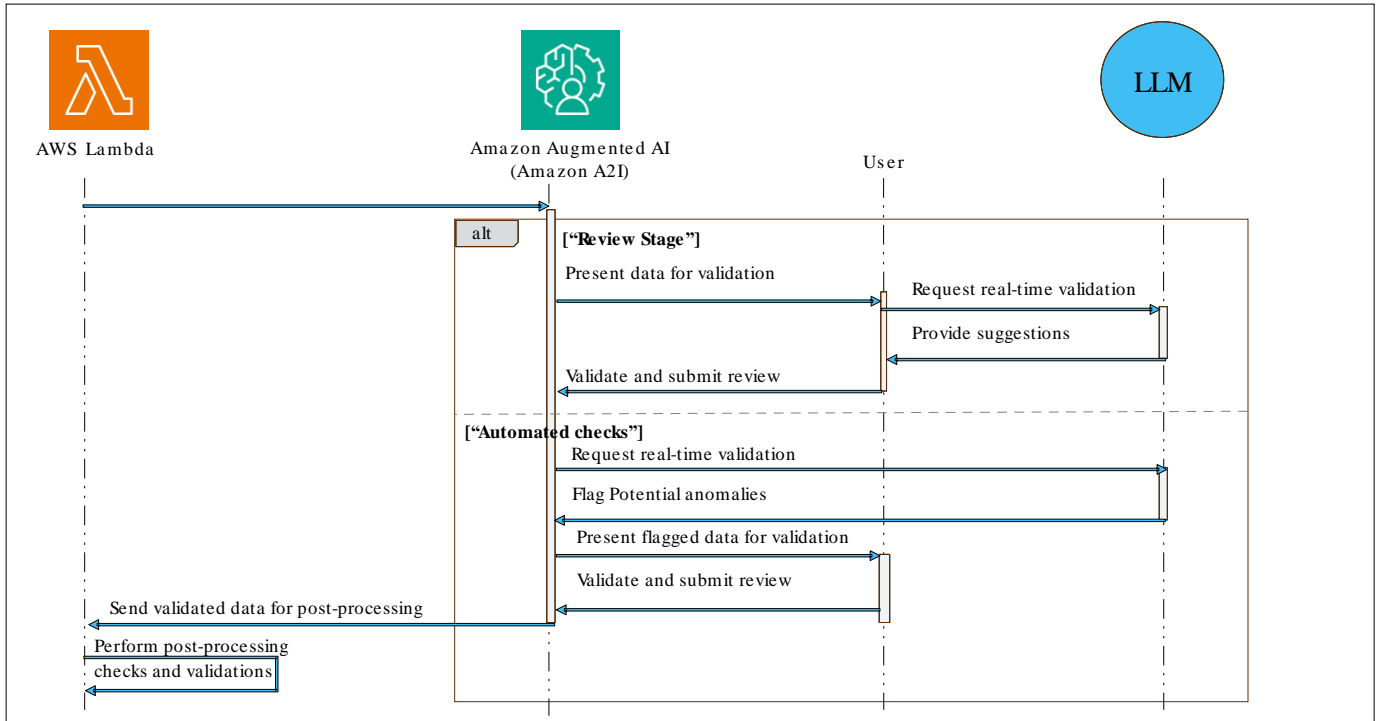 LLM
AWS Lambda
Amazon Augmented AI
(Amazon A2I)
User
alt
[“Review Stage”]
Present data for validation
Request real-time validation
Provide suggestions
Validate and submit review
[“Automated checks”]
Request real-time validation
Flag Potential anomalies
Present flagged data for validation
Validate and submit review
Send validated data for post-processing
Perform post-processing
checks and validations